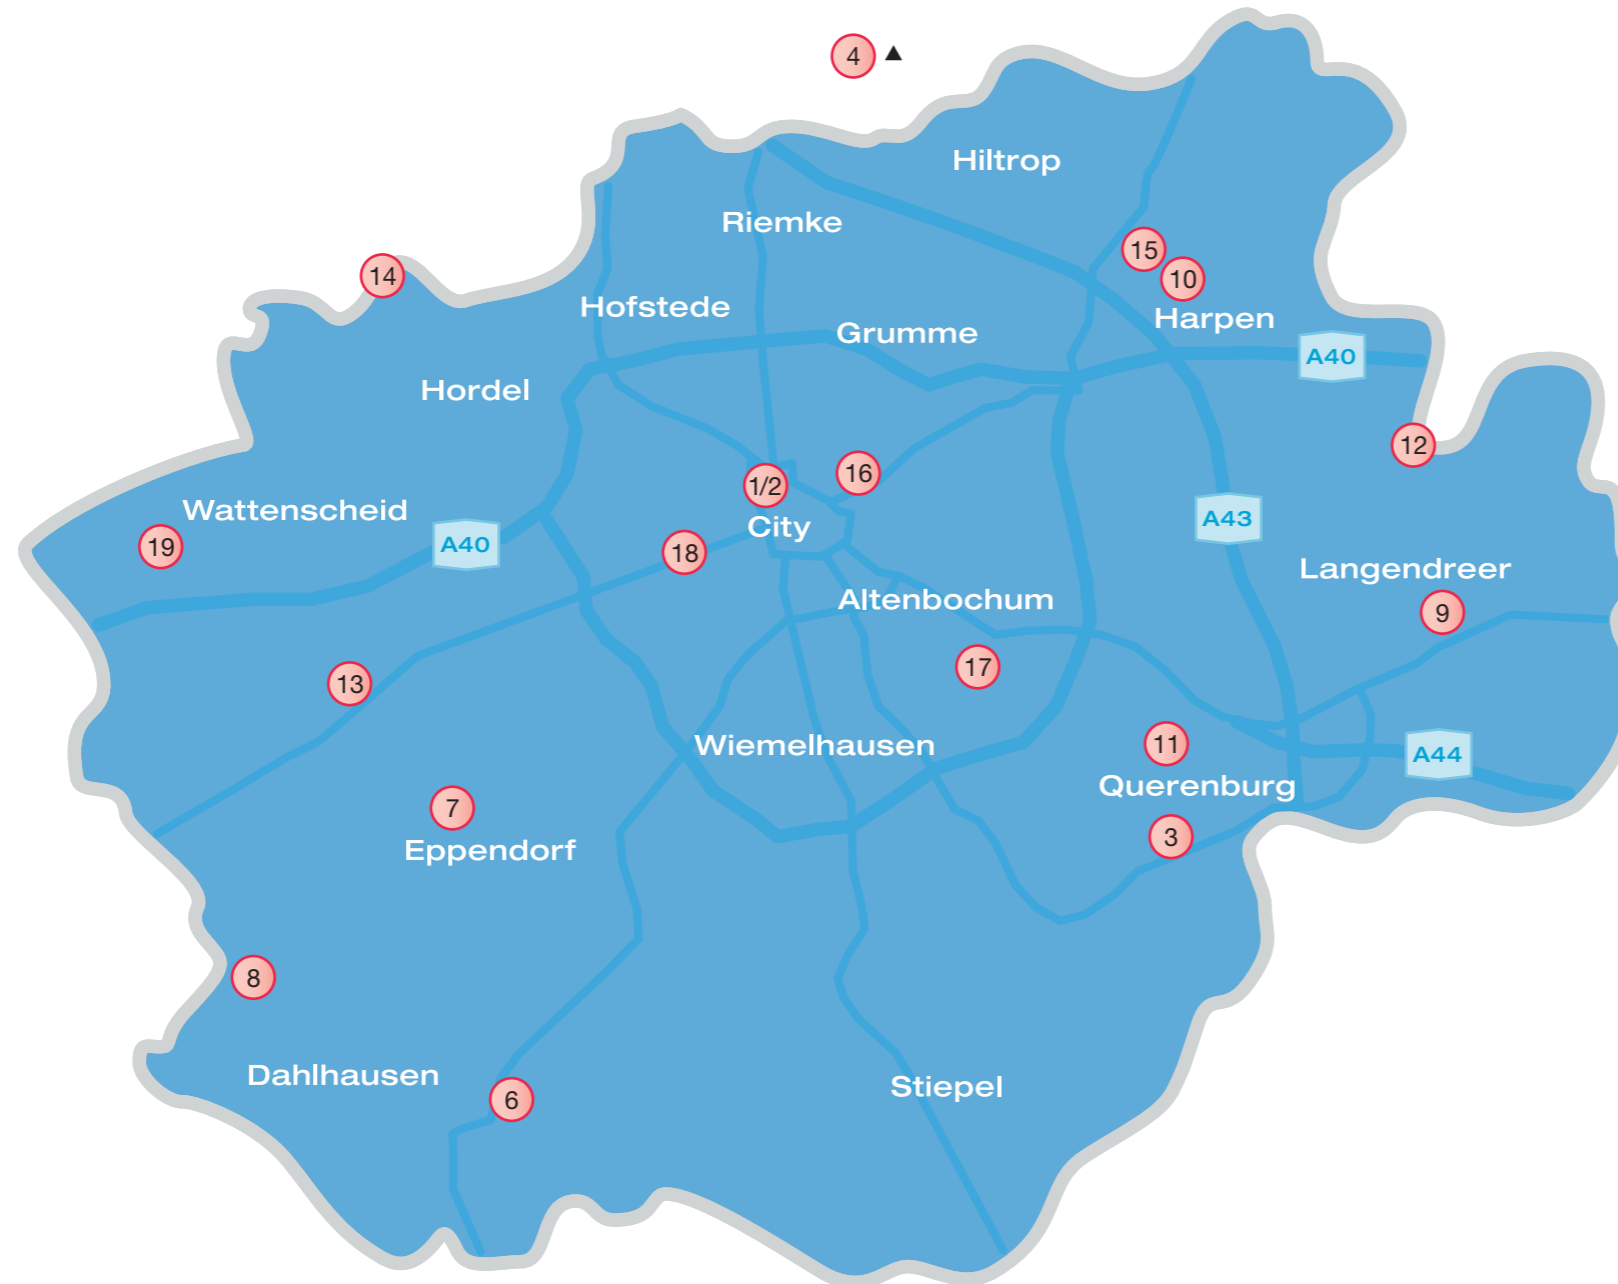 4
Hiltrop
Riemke
15
14
10
Hofstede
Harpen
Grumme
A40
Hordel
12
16
1/2
Wattenscheid
A43
City
19
A40
18
Langendreer
Altenbochum
9
17
13
11
Wiemelhausen
A44
Querenburg
7
3
Eppendorf
8
Dahlhausen
Stiepel
6